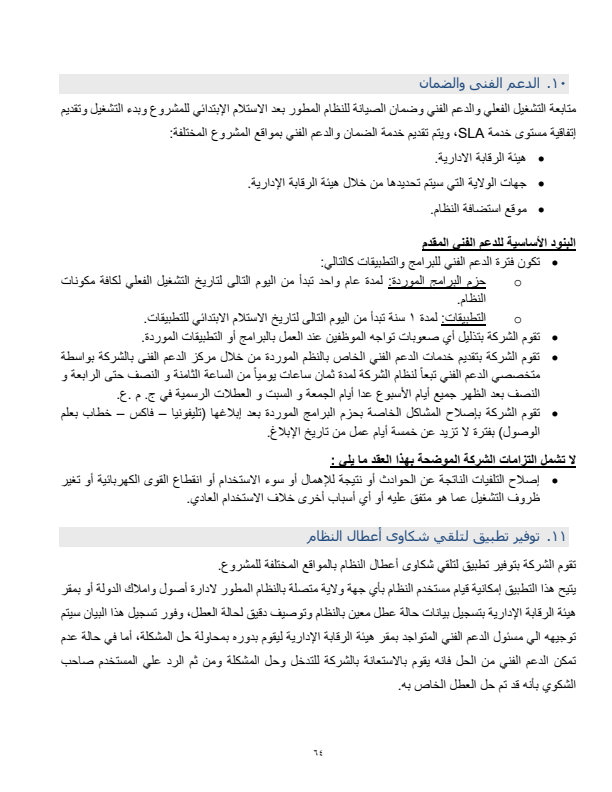 ١٠. الدعم الفنى والضمان
متابعة التشغيل الفعلي والدعم الفني وضمان الصيانة للنظام المطور بعد الاستلام الإبتدائي للمشروع وبدء التشغيل وتقديم
إتفاقية مستوى خدمة SLA، ويتم تقديم خدمة الضمان والدعم الفني بمواقع المشروع المختلفة:
• هيئة الرقابة الادارية.
• جهات الولاية التي سيتم تحديدها من خلال هيئة الرقابة الإدارية.
• موقع استضافة النظام.
البنود الأساسية للدعم الفني المقدم
• تكون فترة الدعم الفني للبرامج والتطبيقات كالتالي:
o حزم البرامج الموردة: لمدة عام واحد تبدأ من اليوم التالى لتاريخ التشغيل الفعلي لكافة مكونات
النظام.
o التطبيقات: لمدة ١ سنة تبدأ من اليوم التالى لتاريخ الاستلام الابتدائي للتطبيقات.
• تقوم الشركة بتذليل أي صعوبات تواجه الموظفين عند العمل بالبرامج أو التطبيقات الموردة.
• تقوم الشركة بتقديم خدمات الدعم الفني الخاص بالنظم الموردة من خلال مركز الدعم الفنى بالشركة بواسطة
متخصصي الدعم الفني تبعاً لنظام الشركة لمدة ثمان ساعات يومياً من الساعة الثامنة و النصف حتى الرابعة و
النصف بعد الظهر جميع أيام الأسبوع عدا أيام الجمعة و السبت و العطلات الرسمية في ج. م .ع.
• تقوم الشركة بإصلاح المشاكل الخاصة بحزم البرامج الموردة بعد إبلاغها (تليفونيا – فاكس – خطاب بعلم
الوصول) بفترة لا تزيد عن خمسة أيام عمل من تاريخ الإبلاغ.
لا تشمل التزامات الشركة الموضحة بهذا العقد ما يلي :
• إصلاح التلفيات الناتجة عن الحوادث أو نتيجة للإهمال أو سوء الاستخدام أو انقطاع القوى الكهربائية أو تغير
ظروف التشغيل عما هو متفق عليه أو أي أسباب أخرى خلاف الاستخدام العادي.
١١. توفير تطبيق لتلقي شكاوى أعطال النظام
تقوم الشركة بتوفير تطبيق لتلقي شكاوى أعطال النظام بالمواقع المختلفة للمشروع.
يتيح هذا التطبيق إمكانية قيام مستخدم النظام بأي جهة ولاية متصلة بالنظام المطور لادارة أصول واملاك الدولة أو بمقر
هيئة الرقابة الإدارية بتسجيل بيانات حالة عطل معين بالنظام وتوصيف دقيق لحالة العطل، وفور تسجيل هذا البيان سيتم
توجيهه الي مسئول الدعم الفني المتواجد بمقر هيئة الرقابة الإدارية ليقوم بدوره بمحاولة حل المشكلة، أما في حالة عدم
تمكن الدعم الفني من الحل فانه يقوم بالاستعانة بالشركة للتدخل وحل المشكلة ومن ثم الرد علي المستخدم صاحب
الشكوي بأنه قد تم حل العطل الخاص به.
٦٤